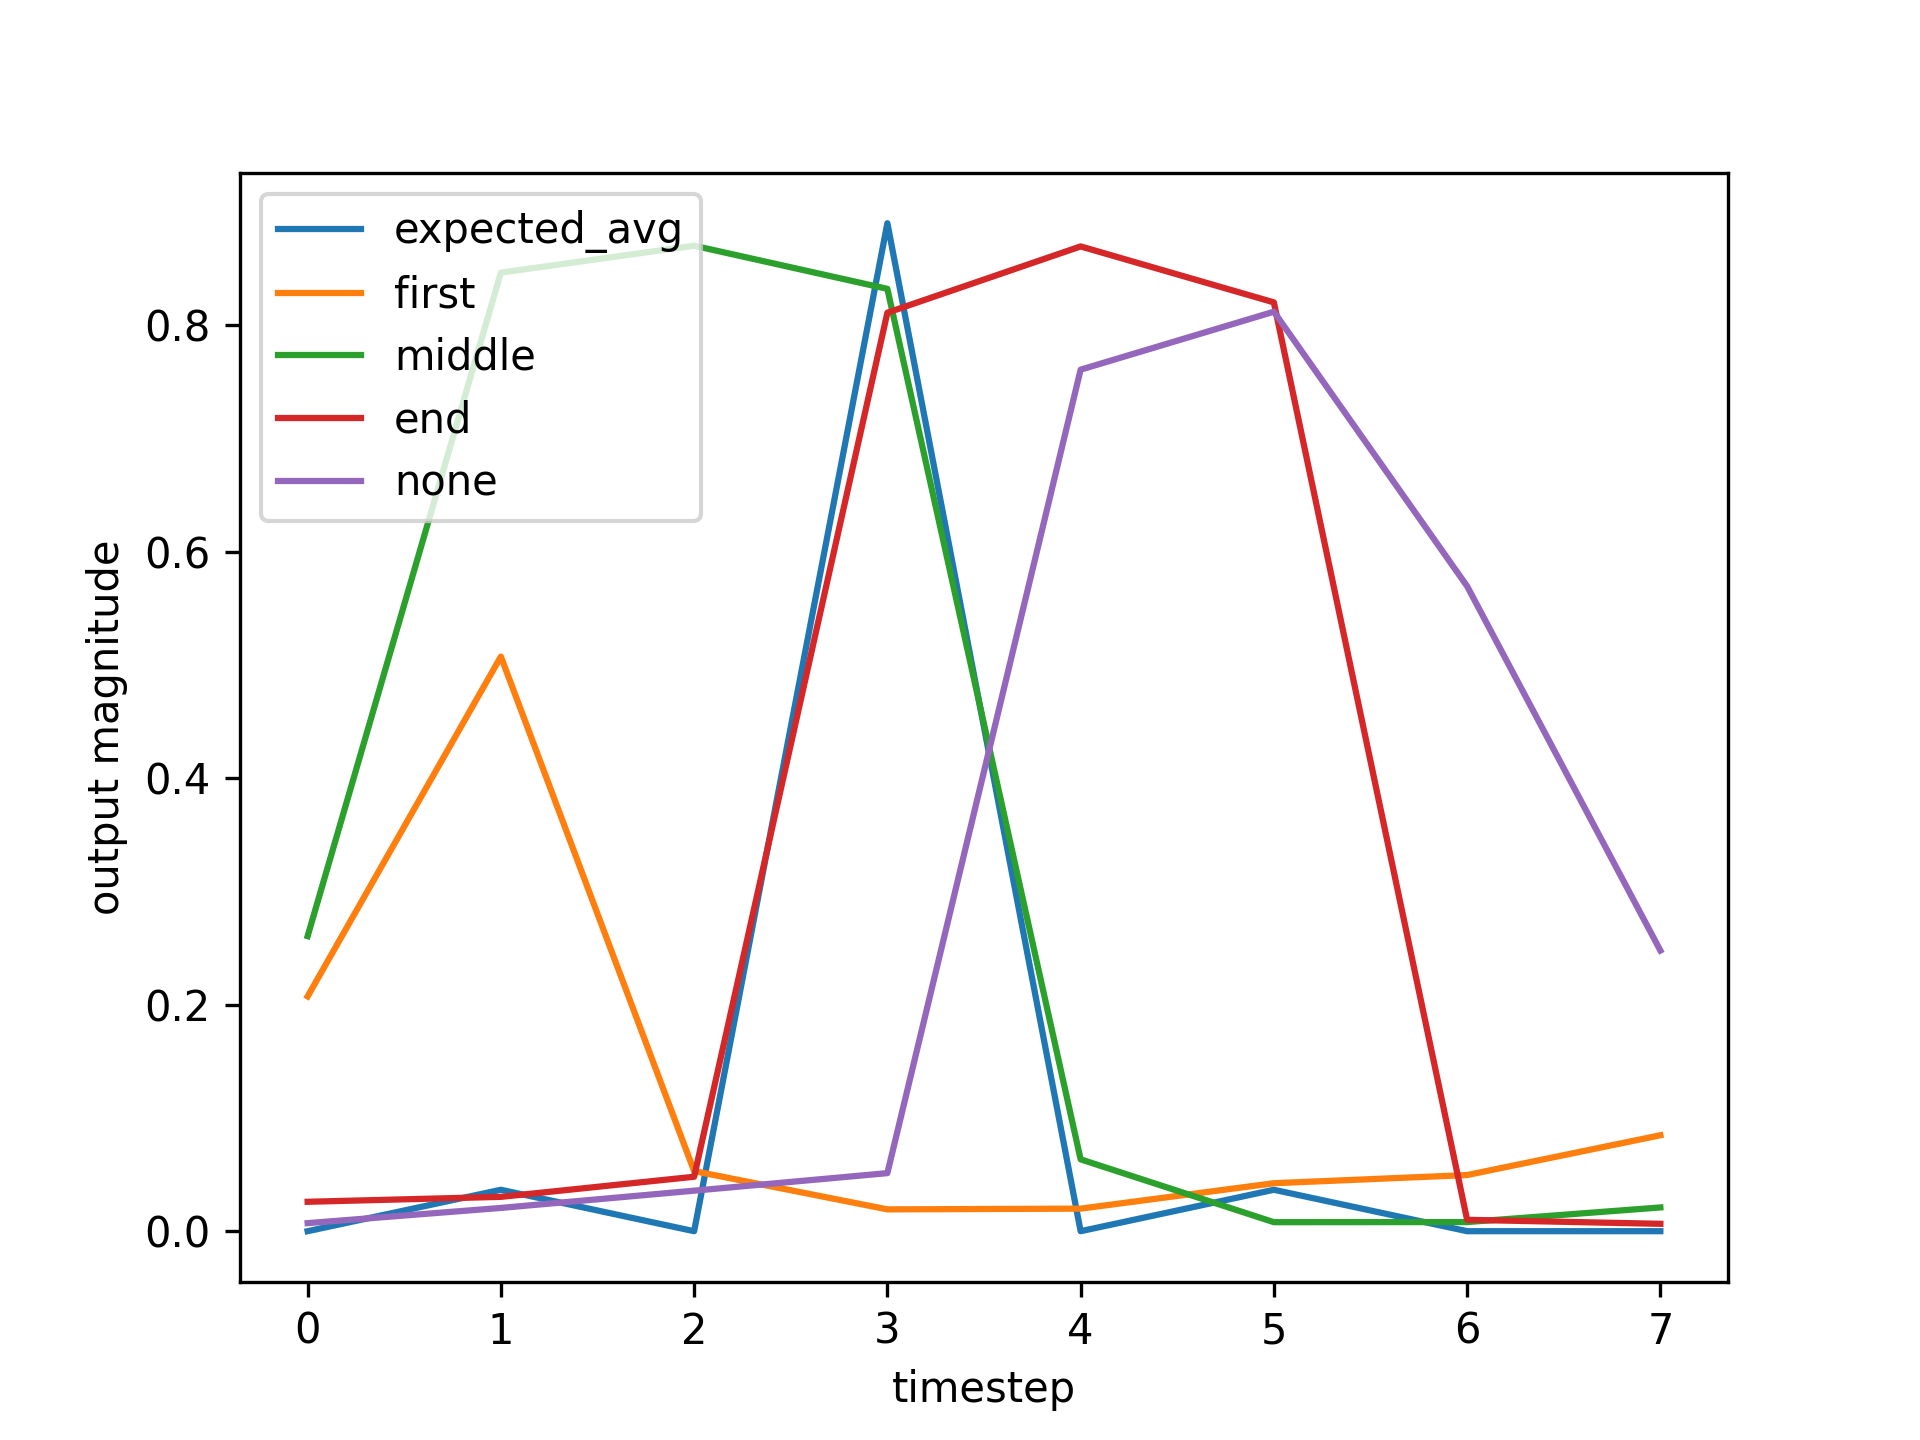 expected_avg
first
middle
end
none
output magnitude
0.8
0.6
0.4
0.2
0.0
0 1 2 3 4 5 6 7
timestep